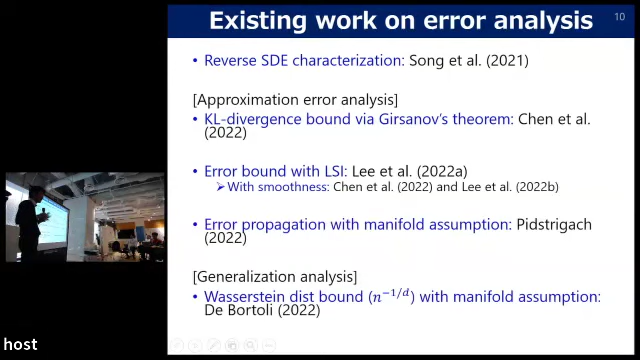 Existing work on error analysis
10
• Reverse SDE characterization: Song et al. (2021)
[Approximation error analysis]
• KL-divergence bound via Girsanov's theorem: Chen et al.
(2022)
• Error bound with LSI: Lee et al. (2022a)
➢With smoothness: Chen et al. (2022) and Lee et al. (2022b)
• Error propagation with manifold assumption: Pidstrigach
(2022)
[Generalization analysis]
• Wasserstein dist bound (n^{-1/d}) with manifold assumption:
De Bortoli (2022)
host